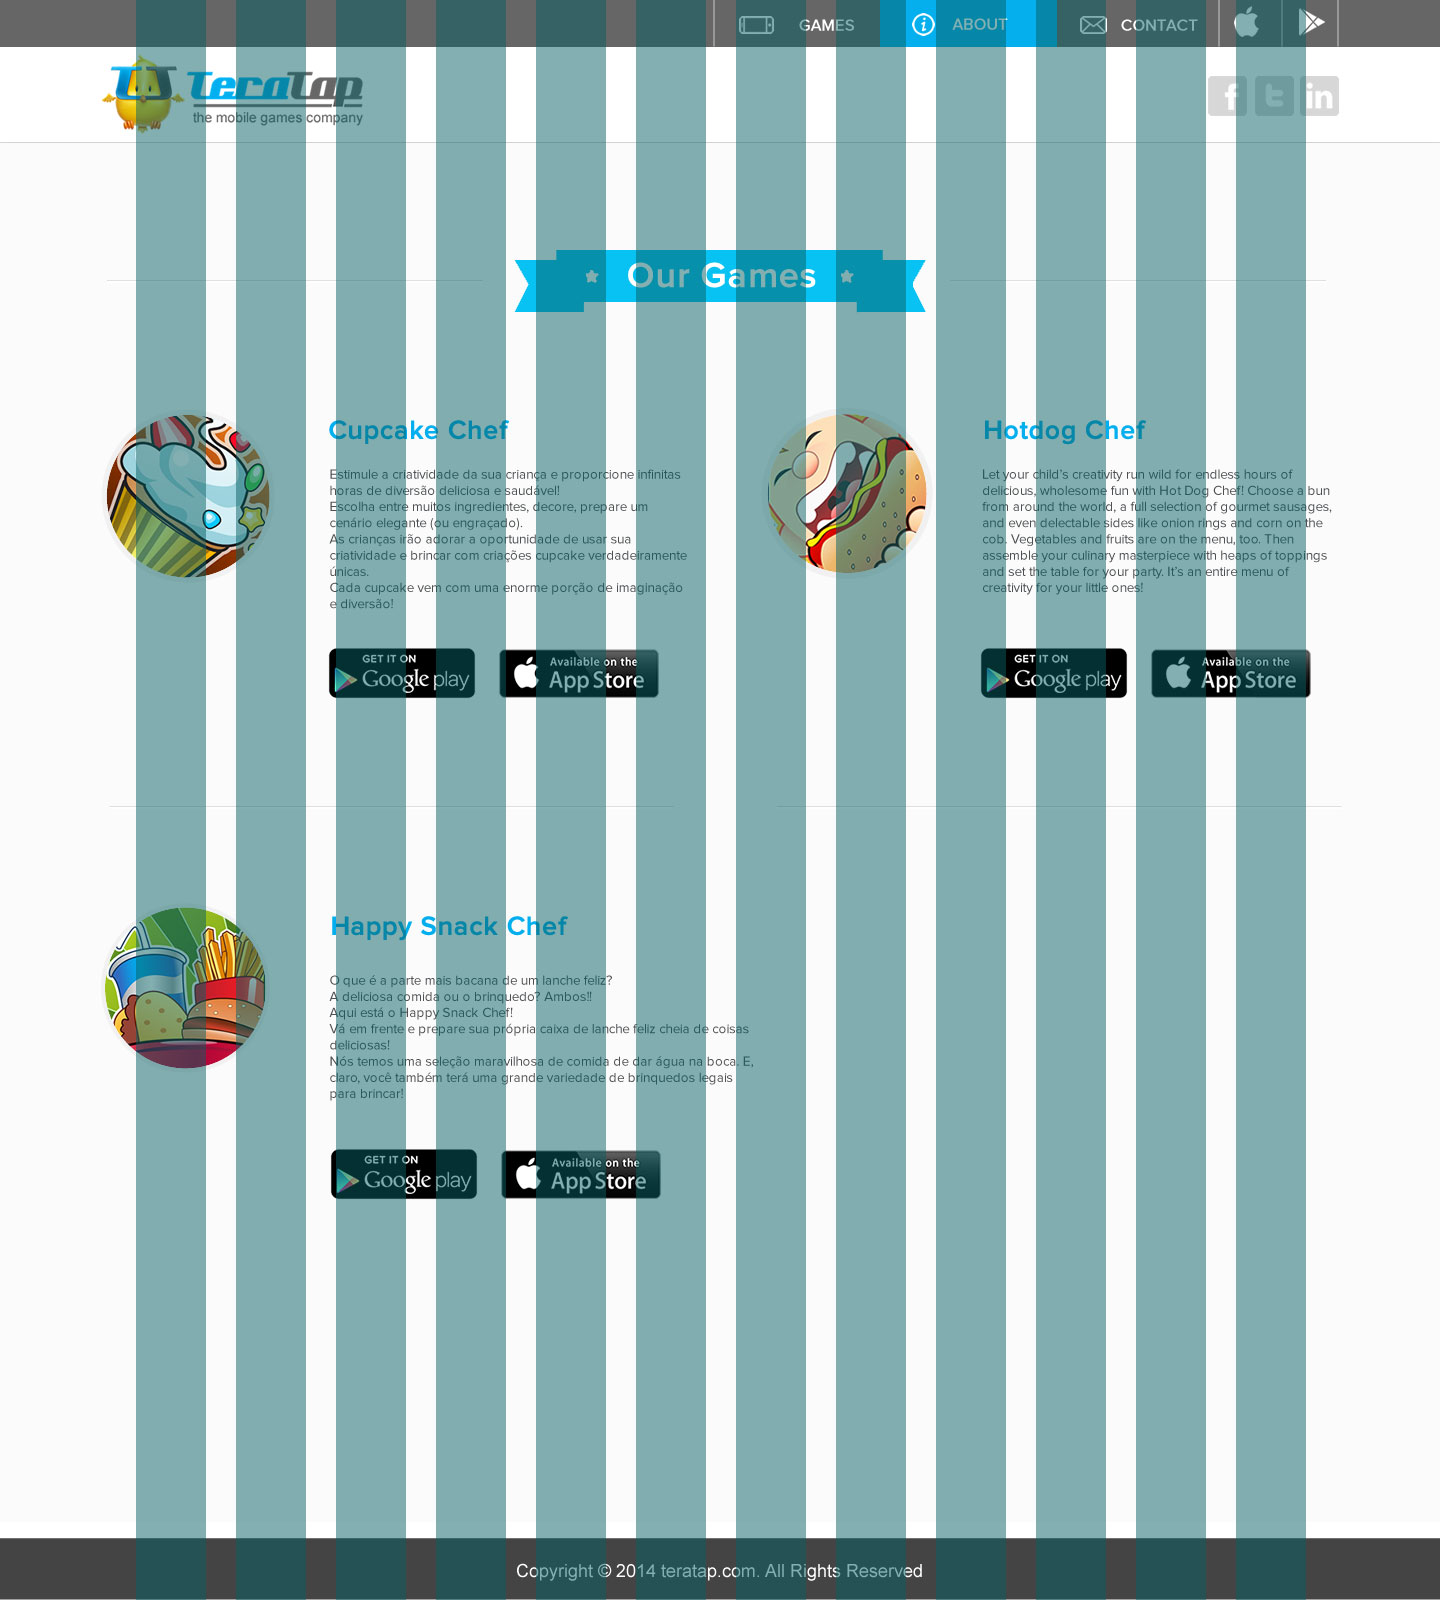 GAMES
ABOUT
CONTACT
TeraTap
the mobile games company
f
t
in
Our Games
Cupcake Chef
Estimule a criatividade da sua criança e proporcione infinitas
horas de diversão deliciosa e saudável!
Escolha entre muitos ingredientes, decore, prepare um
cenário elegante (ou engraçado).
As crianças irão adorar a oportunidade de usar sua
criatividade e brincar com criações cupcake verdadeiramente
únicas.
Cada cupcake vem com uma enorme porção de imaginação
e diversão!
GET IT ON
Google play
Available on the
App Store
Hotdog Chef
Let your child's creativity run wild for endless hours of
delicious, wholesome fun with Hot Dog Chef! Choose a bun
from around the world, a full selection of gourmet sausages,
and even delectable sides like onion rings and corn on the
cob. Vegetables and fruits are on the menu, too. Then
assemble your culinary masterpiece with heaps of toppings
and set the table for your party. It's an entire menu of
creativity for your little ones!
GET IT ON
Google play
Available on the
App Store
Happy Snack Chef
O que é a parte mais bacana de um lanche feliz?
A deliciosa comida ou o brinquedo? Ambos!!
Aqui está o Happy Snack Chef!
Vá em frente e prepare sua própria caixa de lanche feliz cheia de coisas
deliciosas!
Nós temos uma seleção maravilhosa de comida de dar água na boca. E,
claro, você também terá uma grande variedade de brinquedos legais
para brincar!
GET IT ON
Google play
Available on the
App Store
Copyright © 2014 teratap.com. All Rights Reserved